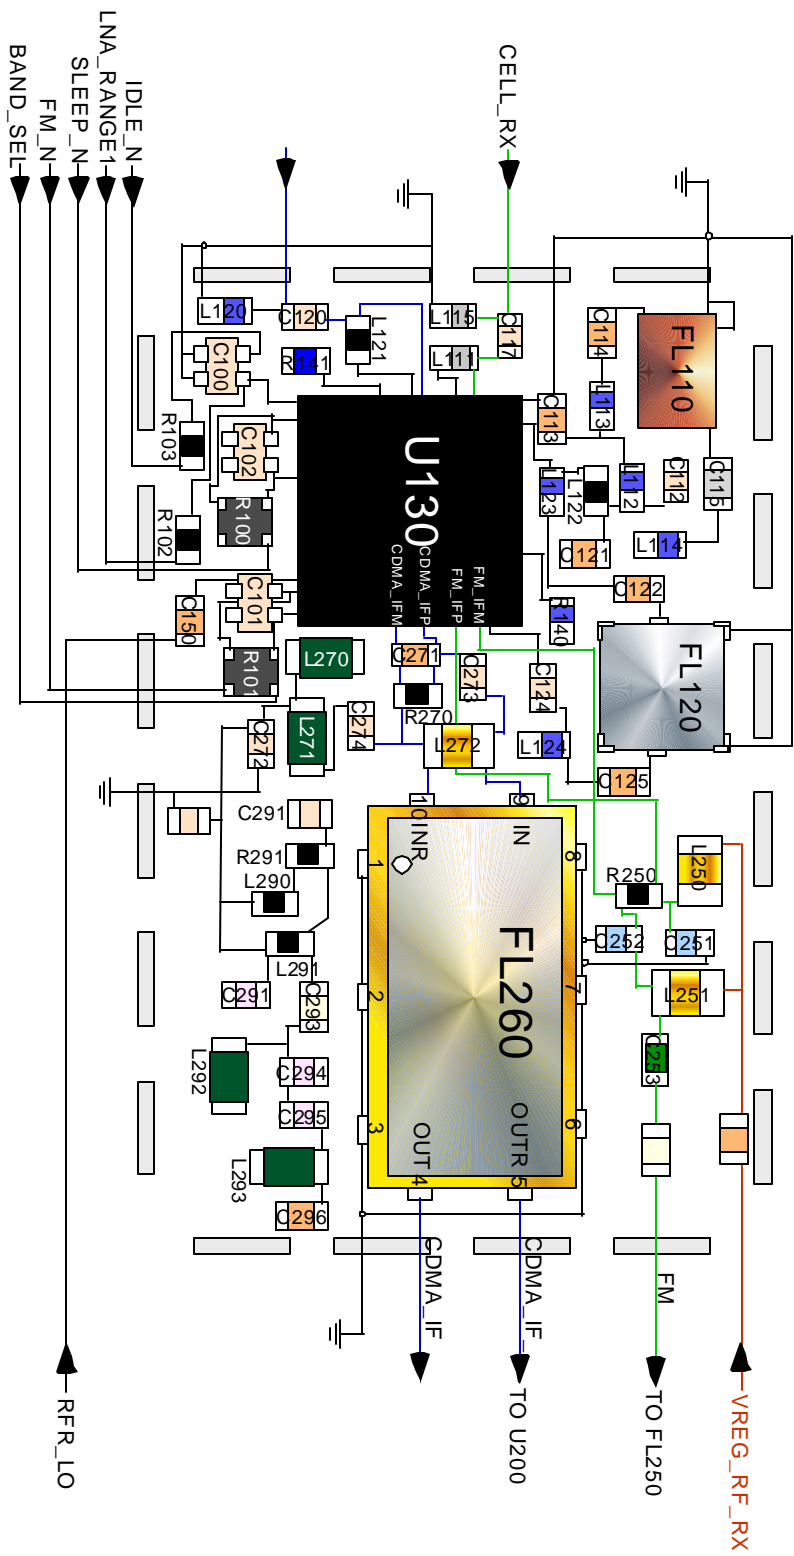 BAND_SEL
FM_N
SLEEP_N
LNA_RANGE1
IDLE_N
CELL_RX
L120
C120
L121
R141
C100
R103
C102
R100
R102
C101
C150
R101
L115
C117
L111
C114
FL110
L113
C113
L123
L122
L112
C112
C115
L114
C121
C122
R140
FL120
U130
CDMA_IFM
CDMA_IFP
FM_IFP
FM_IFM
L270
C271
C273
R270
C124
L124
C125
C272
L271
C274
L272
C291
R291
L290
L291
C291
C293
L292
C294
C295
L293
C296
10
INR
9
IN
1
2
3
8
7
6
FL260
OUT 4
OUTR 5
R250
L250
C252
C251
L251
C253
CDMA_IF
CDMA_IF_
FM
TO U200
TO FL250
VREG_RF_RX
RFR_LO